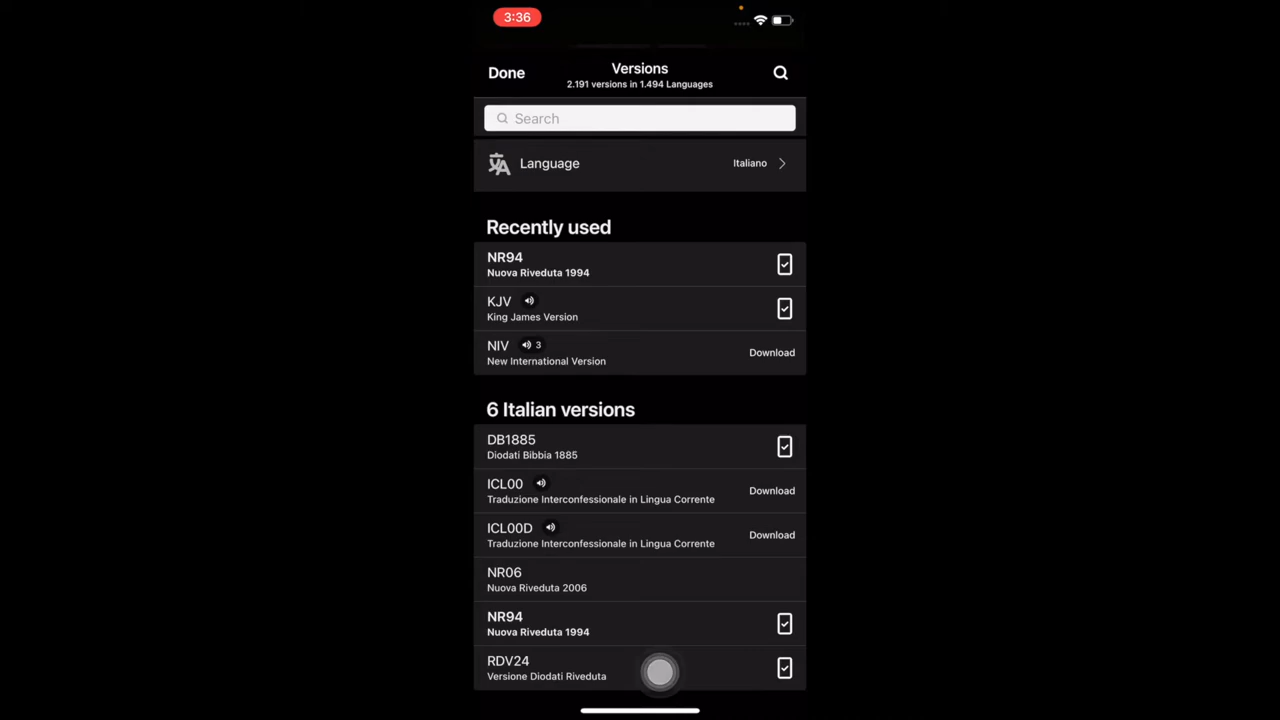 3:36
Done
Versions
2.191 versions in 1.494 Languages
Search
Language
Italiano
Recently used
NR94
Nuova Riveduta 1994
KJV
King James Version
NIV 3
New International Version
Download
6 Italian versions
DB1885
Diodati Bibbia 1885
ICL00
Traduzione Interconfessionale in Lingua Corrente
Download
ICL00D
Traduzione Interconfessionale in Lingua Corrente
Download
NR06
Nuova Riveduta 2006
NR94
Nuova Riveduta 1994
RDV24
Versione Diodati Riveduta